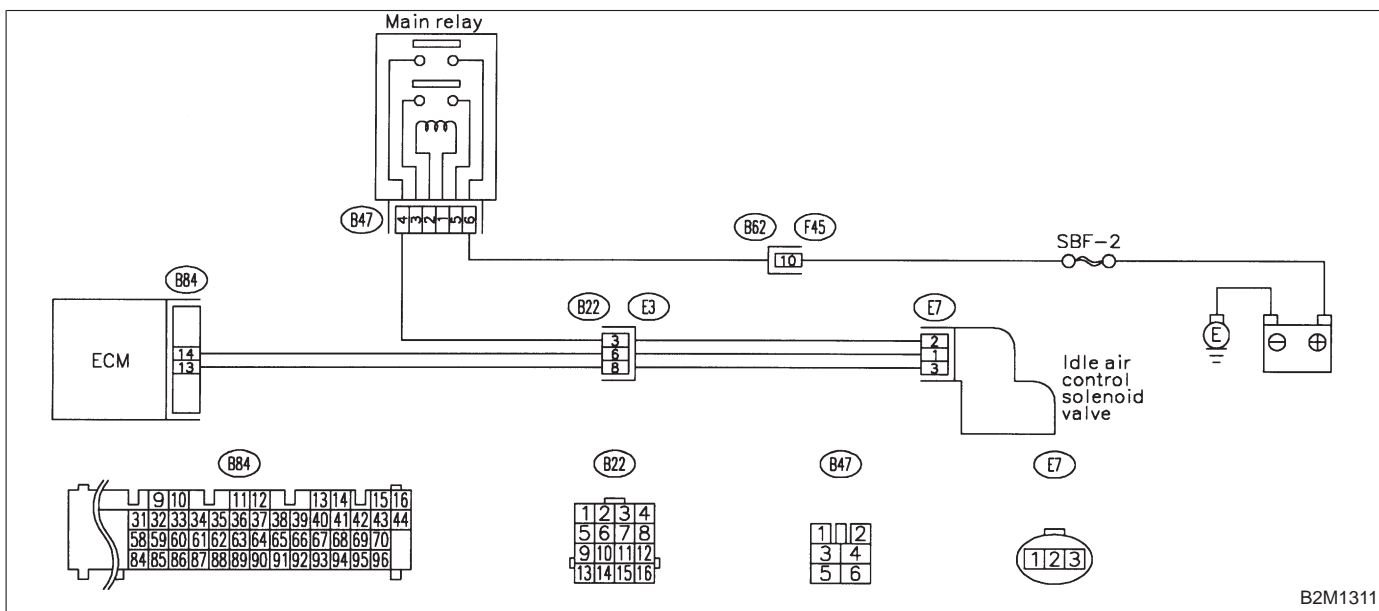 Main relay
B47
4 3 2 1 5 6
B62 F45
10
SBF-2
B84
B22 E3
E7
ECM
14
13
3
6
8
2
1
3
E
⊖ ⊕
Idle air
control
solenoid
valve
B84
9 10 11 12 13 14 15 16
31 32 33 34 35 36 37 38 39 40 41 42 43 44
58 59 60 61 62 63 64 65 66 67 68 69 70
84 85 86 87 88 89 90 91 92 93 94 95 96
B22
1 2 3 4
5 6 7 8
9 10 11 12
13 14 15 16
B47
1 2
3 4
5 6
E7
1 2 3
B2M1311